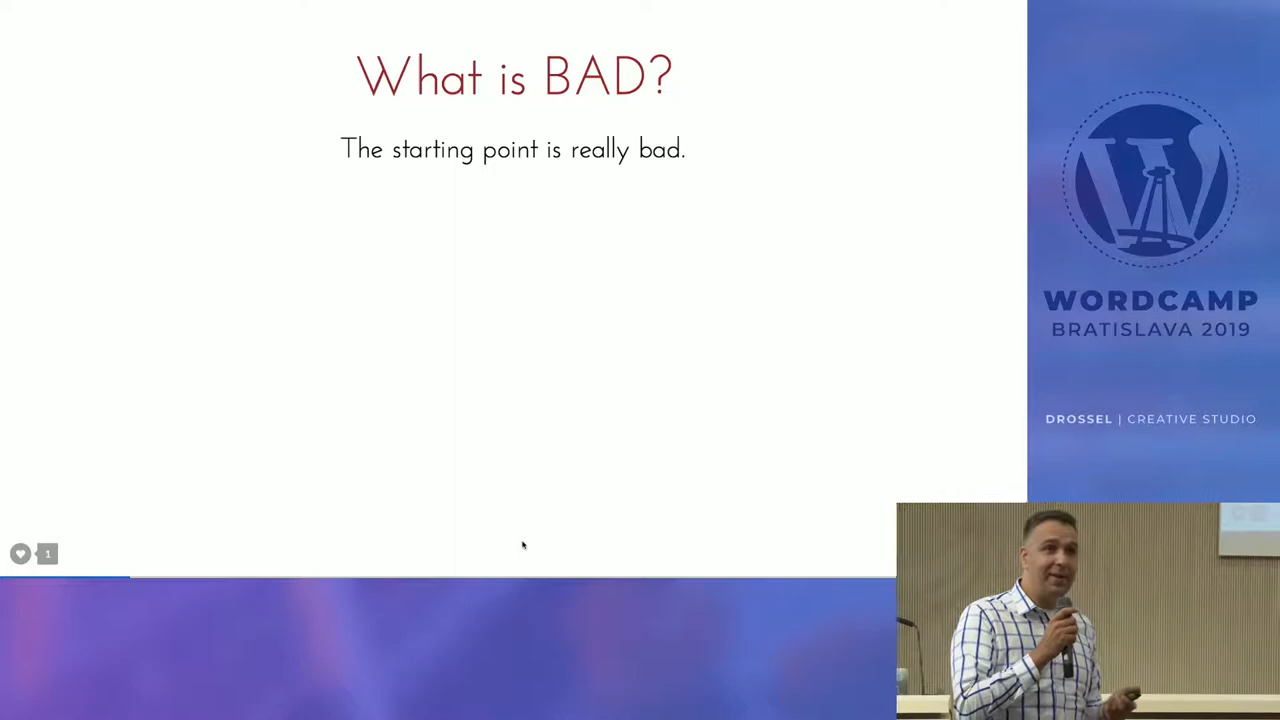 What is BAD?
The starting point is really bad.
1
WORDCAMP
BRATISLAVA 2019
DROSSEL | CREATIVE STUDIO